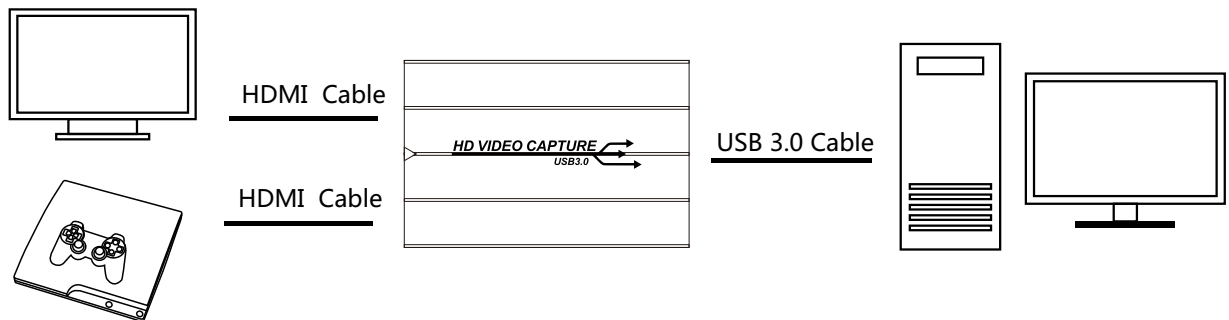 HDMI Cable
HD VIDEO CAPTURE
USB3.0
USB 3.0 Cable
HDMI Cable